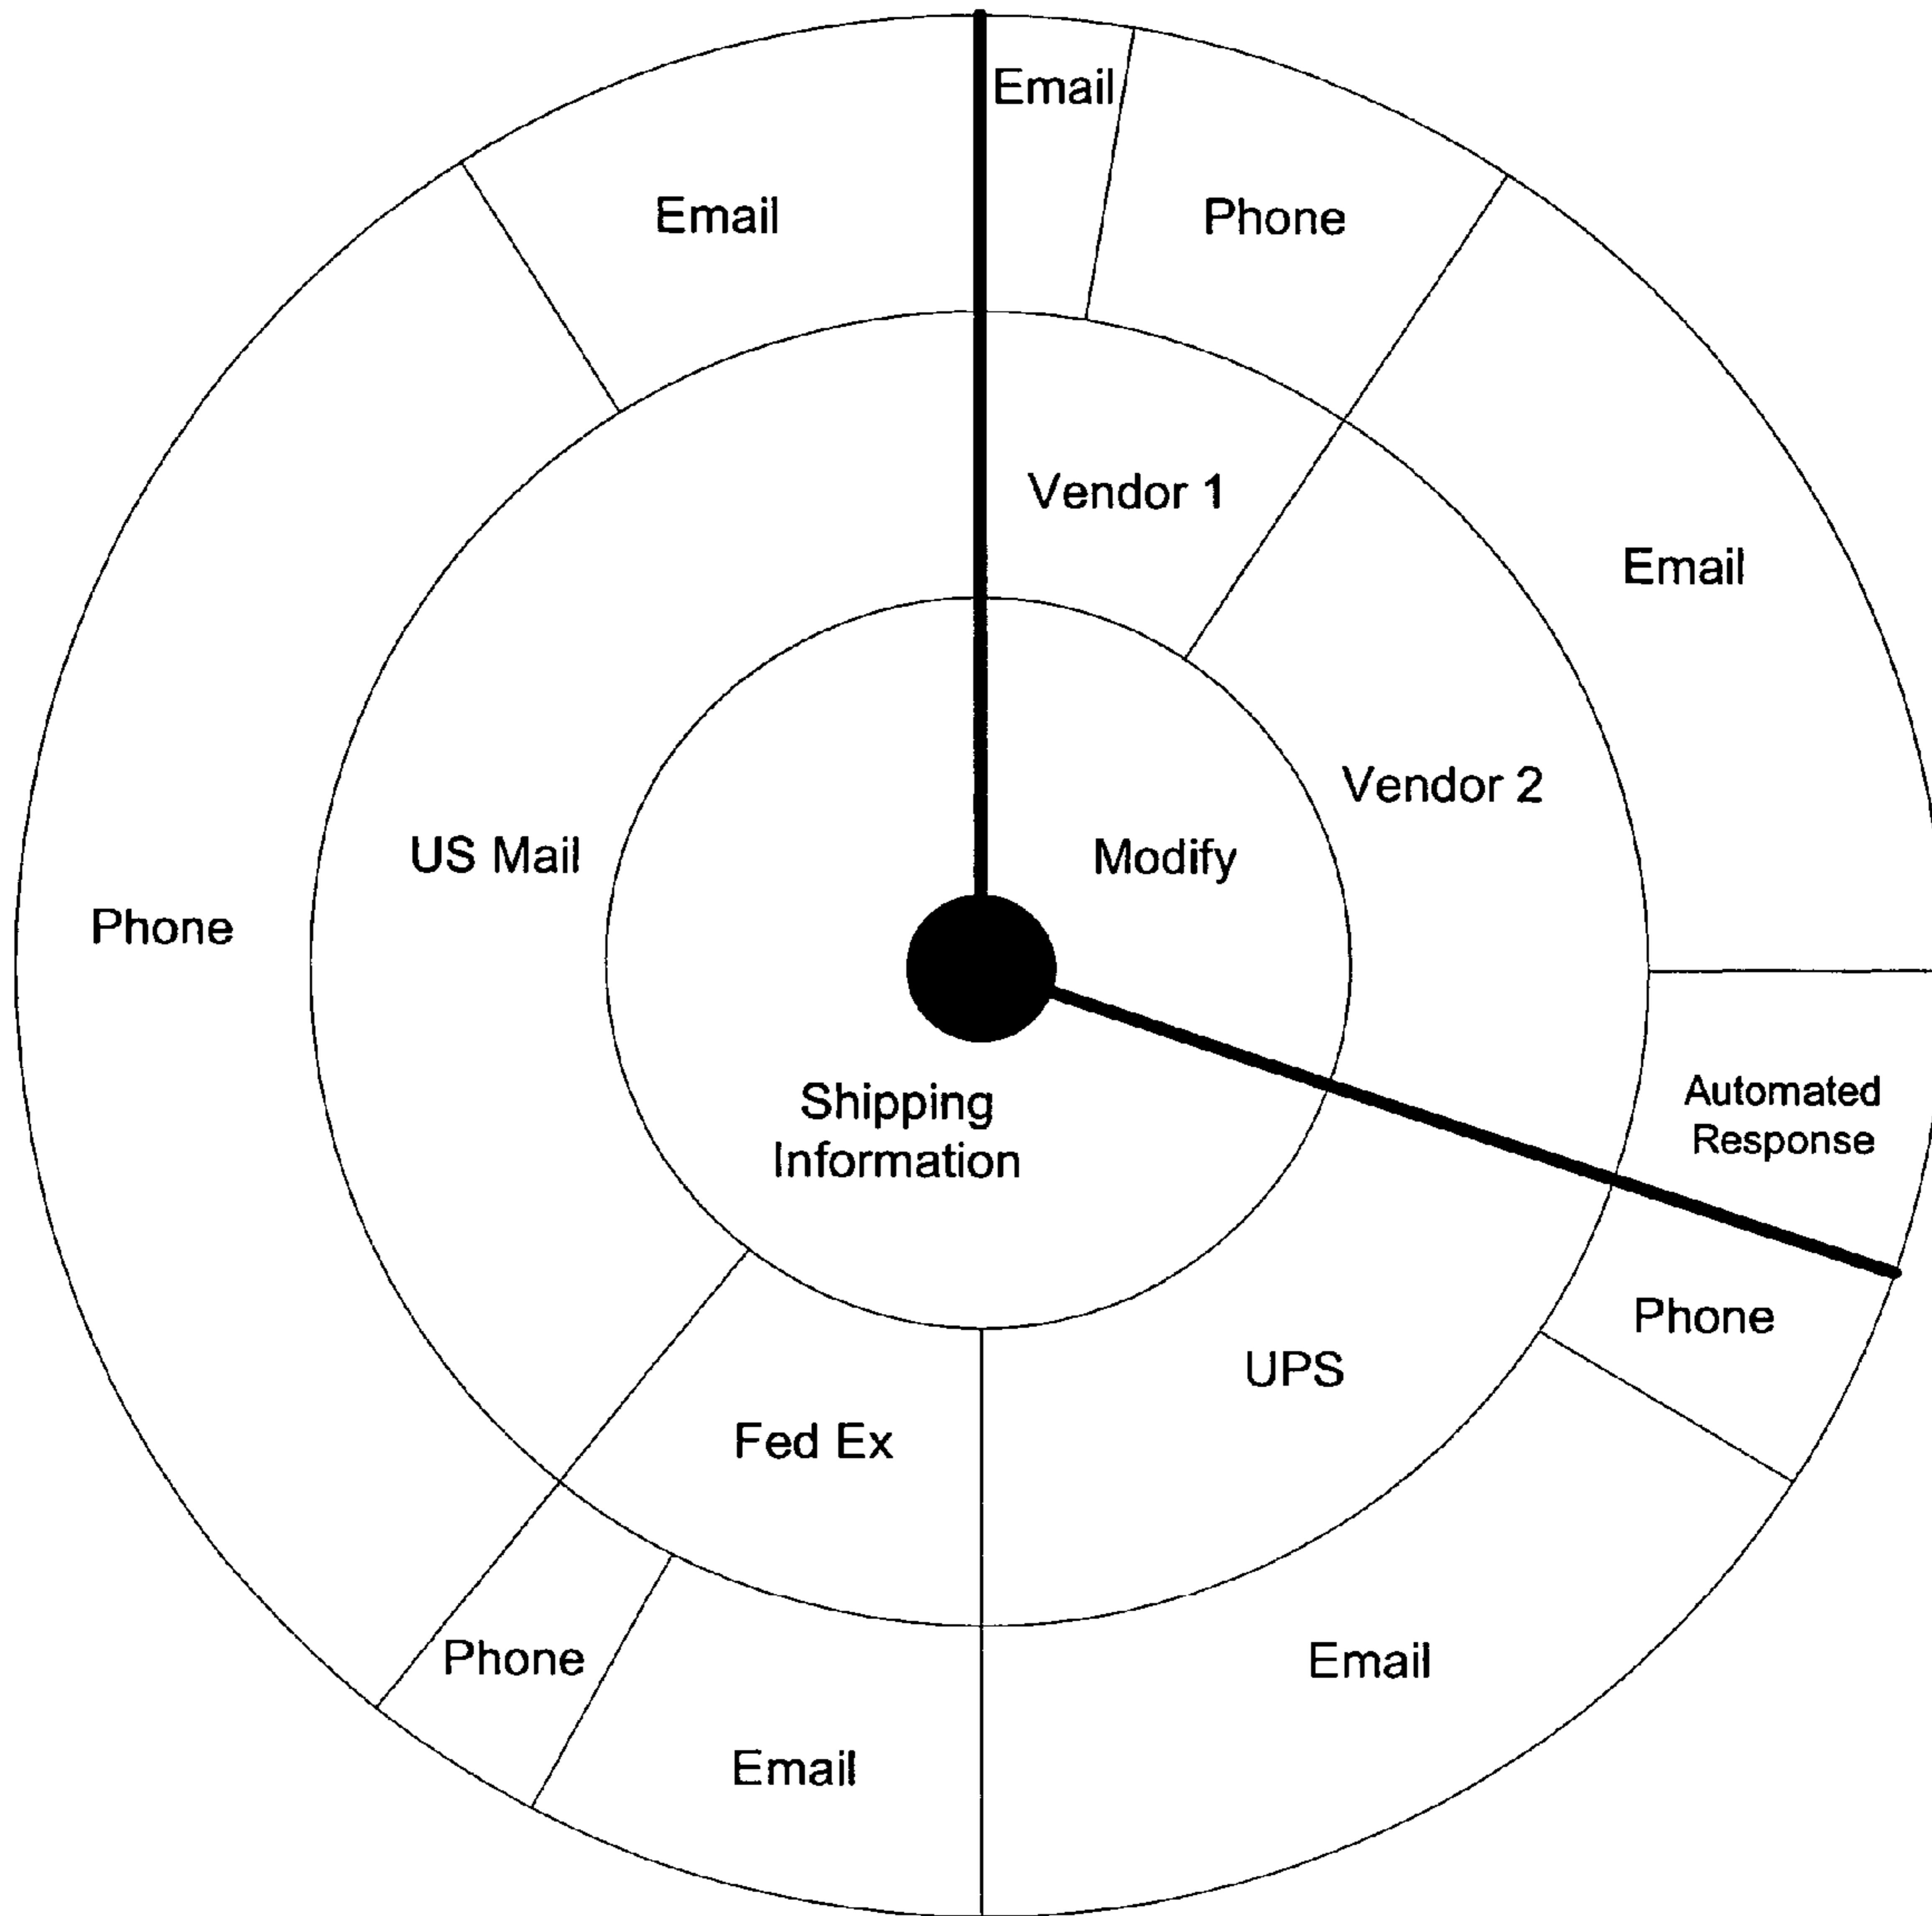 Email
Email
Phone
Vendor 1
Email
Vendor 2
US Mail
Modify
Phone
Automated
Response
Shipping
Information
Phone
UPS
Fed Ex
Phone
Email
Email